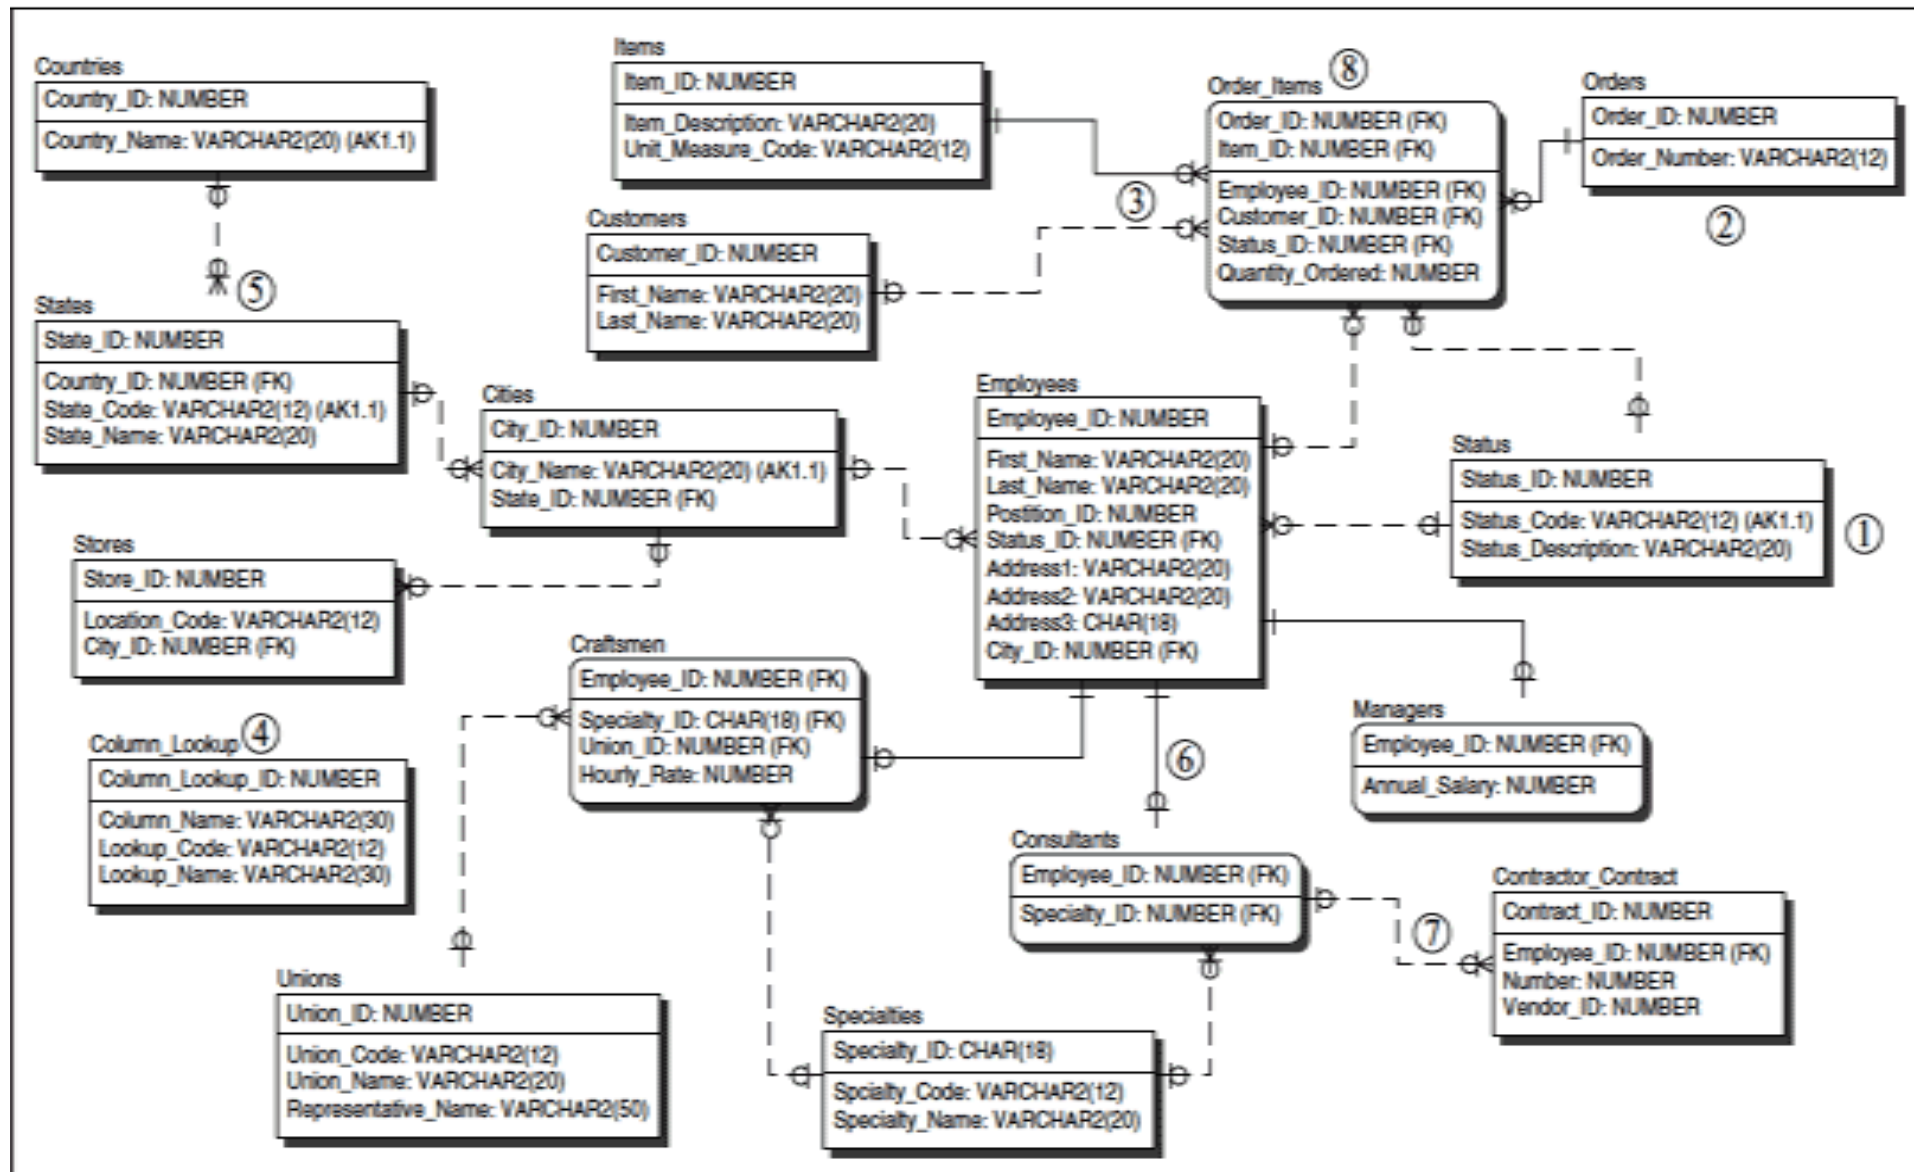 Countries
Country_ID: NUMBER
Country_Name: VARCHAR2(20) (AK1.1)
Items
Item_ID: NUMBER
Item_Description: VARCHAR2(20)
Unit_Measure_Code: VARCHAR2(12)
Order_Items
⑧
Order_ID: NUMBER (FK)
Item_ID: NUMBER (FK)
Employee_ID: NUMBER (FK)
Customer_ID: NUMBER (FK)
Status_ID: NUMBER (FK)
Quantity_Ordered: NUMBER
Orders
Order_ID: NUMBER
Order_Number: VARCHAR2(12)
②
③
Customers
Customer_ID: NUMBER
First_Name: VARCHAR2(20)
Last_Name: VARCHAR2(20)
⑤
States
State_ID: NUMBER
Country_ID: NUMBER (FK)
State_Code: VARCHAR2(12) (AK1.1)
State_Name: VARCHAR2(20)
Cities
City_ID: NUMBER
City_Name: VARCHAR2(20) (AK1.1)
State_ID: NUMBER (FK)
Employees
Employee_ID: NUMBER
First_Name: VARCHAR2(20)
Last_Name: VARCHAR2(20)
Postition_ID: NUMBER
Status_ID: NUMBER (FK)
Address1: VARCHAR2(20)
Address2: VARCHAR2(20)
Address3: CHAR(18)
City_ID: NUMBER (FK)
Status
Status_ID: NUMBER
Status_Code: VARCHAR2(12) (AK1.1)
Status_Description: VARCHAR2(20)
①
Stores
Store_ID: NUMBER
Location_Code: VARCHAR2(12)
City_ID: NUMBER (FK)
Craftsmen
Employee_ID: NUMBER (FK)
Specialty_ID: CHAR(18) (FK)
Union_ID: NUMBER (FK)
Hourly_Rate: NUMBER
Managers
Employee_ID: NUMBER (FK)
Annual_Salary: NUMBER
④
Column_Lookup
Column_Lookup_ID: NUMBER
Column_Name: VARCHAR2(30)
Lookup_Code: VARCHAR2(12)
Lookup_Name: VARCHAR2(30)
⑥
Consultants
Employee_ID: NUMBER (FK)
Specialty_ID: NUMBER (FK)
⑦
Contractor_Contract
Contract_ID: NUMBER
Employee_ID: NUMBER (FK)
Number: NUMBER
Vendor_ID: NUMBER
Unions
Union_ID: NUMBER
Union_Code: VARCHAR2(12)
Union_Name: VARCHAR2(20)
Representative_Name: VARCHAR2(50)
Specialties
Specialty_ID: CHAR(18)
Spcialty_Code: VARCHAR2(12)
Specialty_Name: VARCHAR2(20)